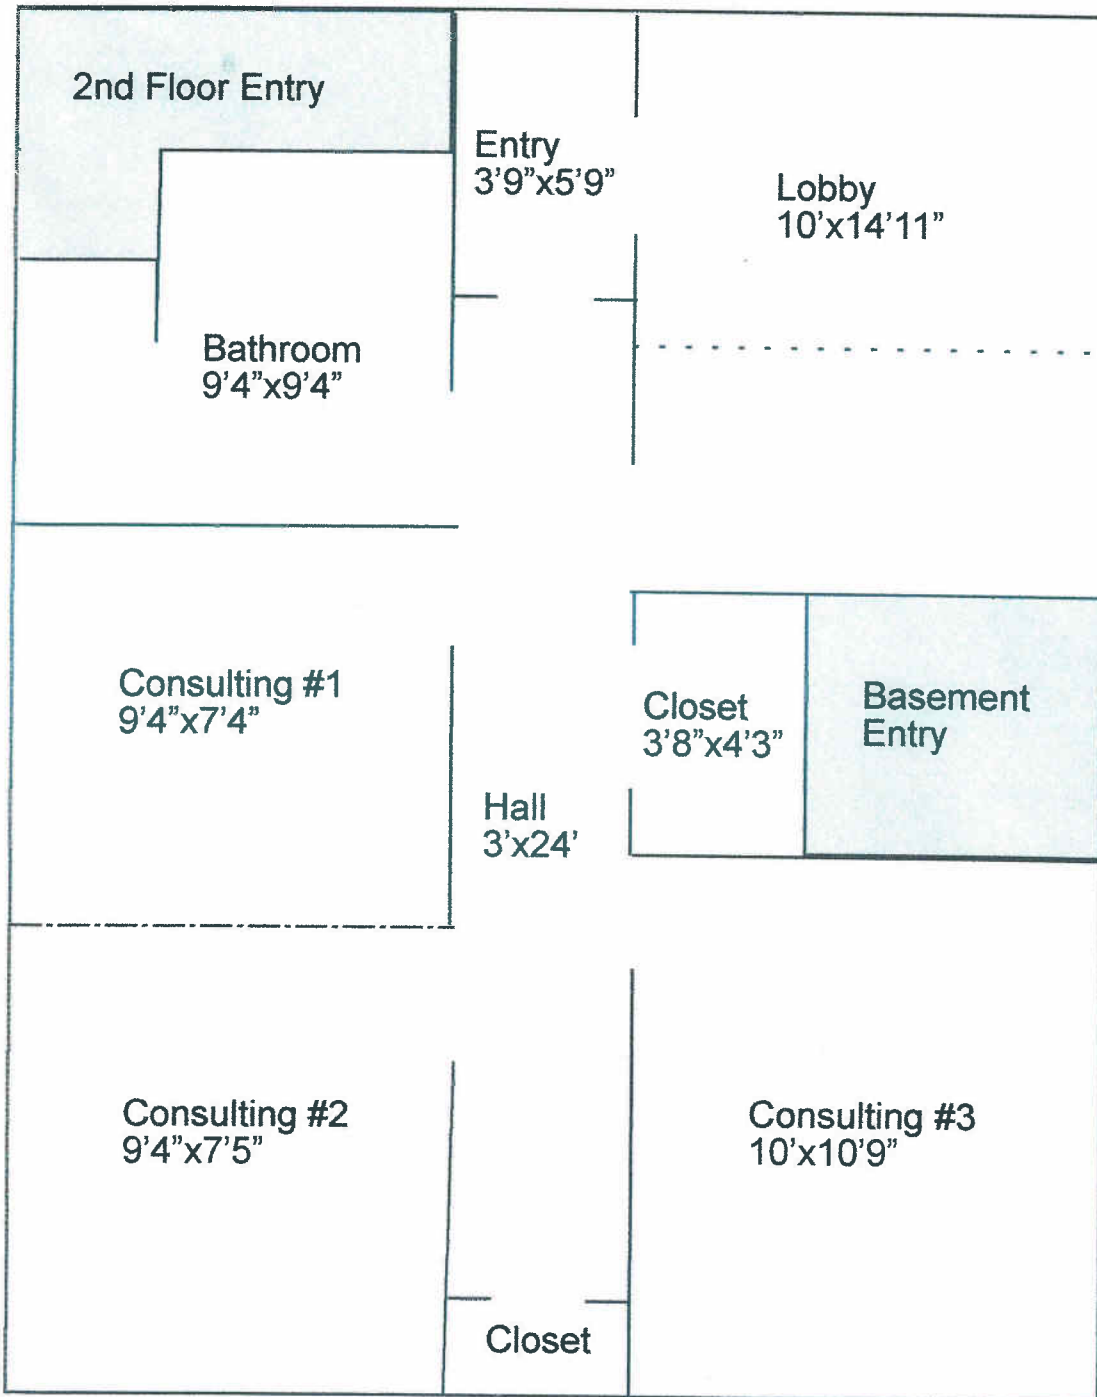 2nd Floor Entry
Entry
3’9”x5’9”
Lobby
10’x14’11”
Bathroom
9’4”x9’4”
Consulting #1
9’4”x7’4”
Closet
3’8”x4’3”
Basement
Entry
Hall
3’x24’
Consulting #2
9’4”x7’5”
Consulting #3
10’x10’9”
Closet